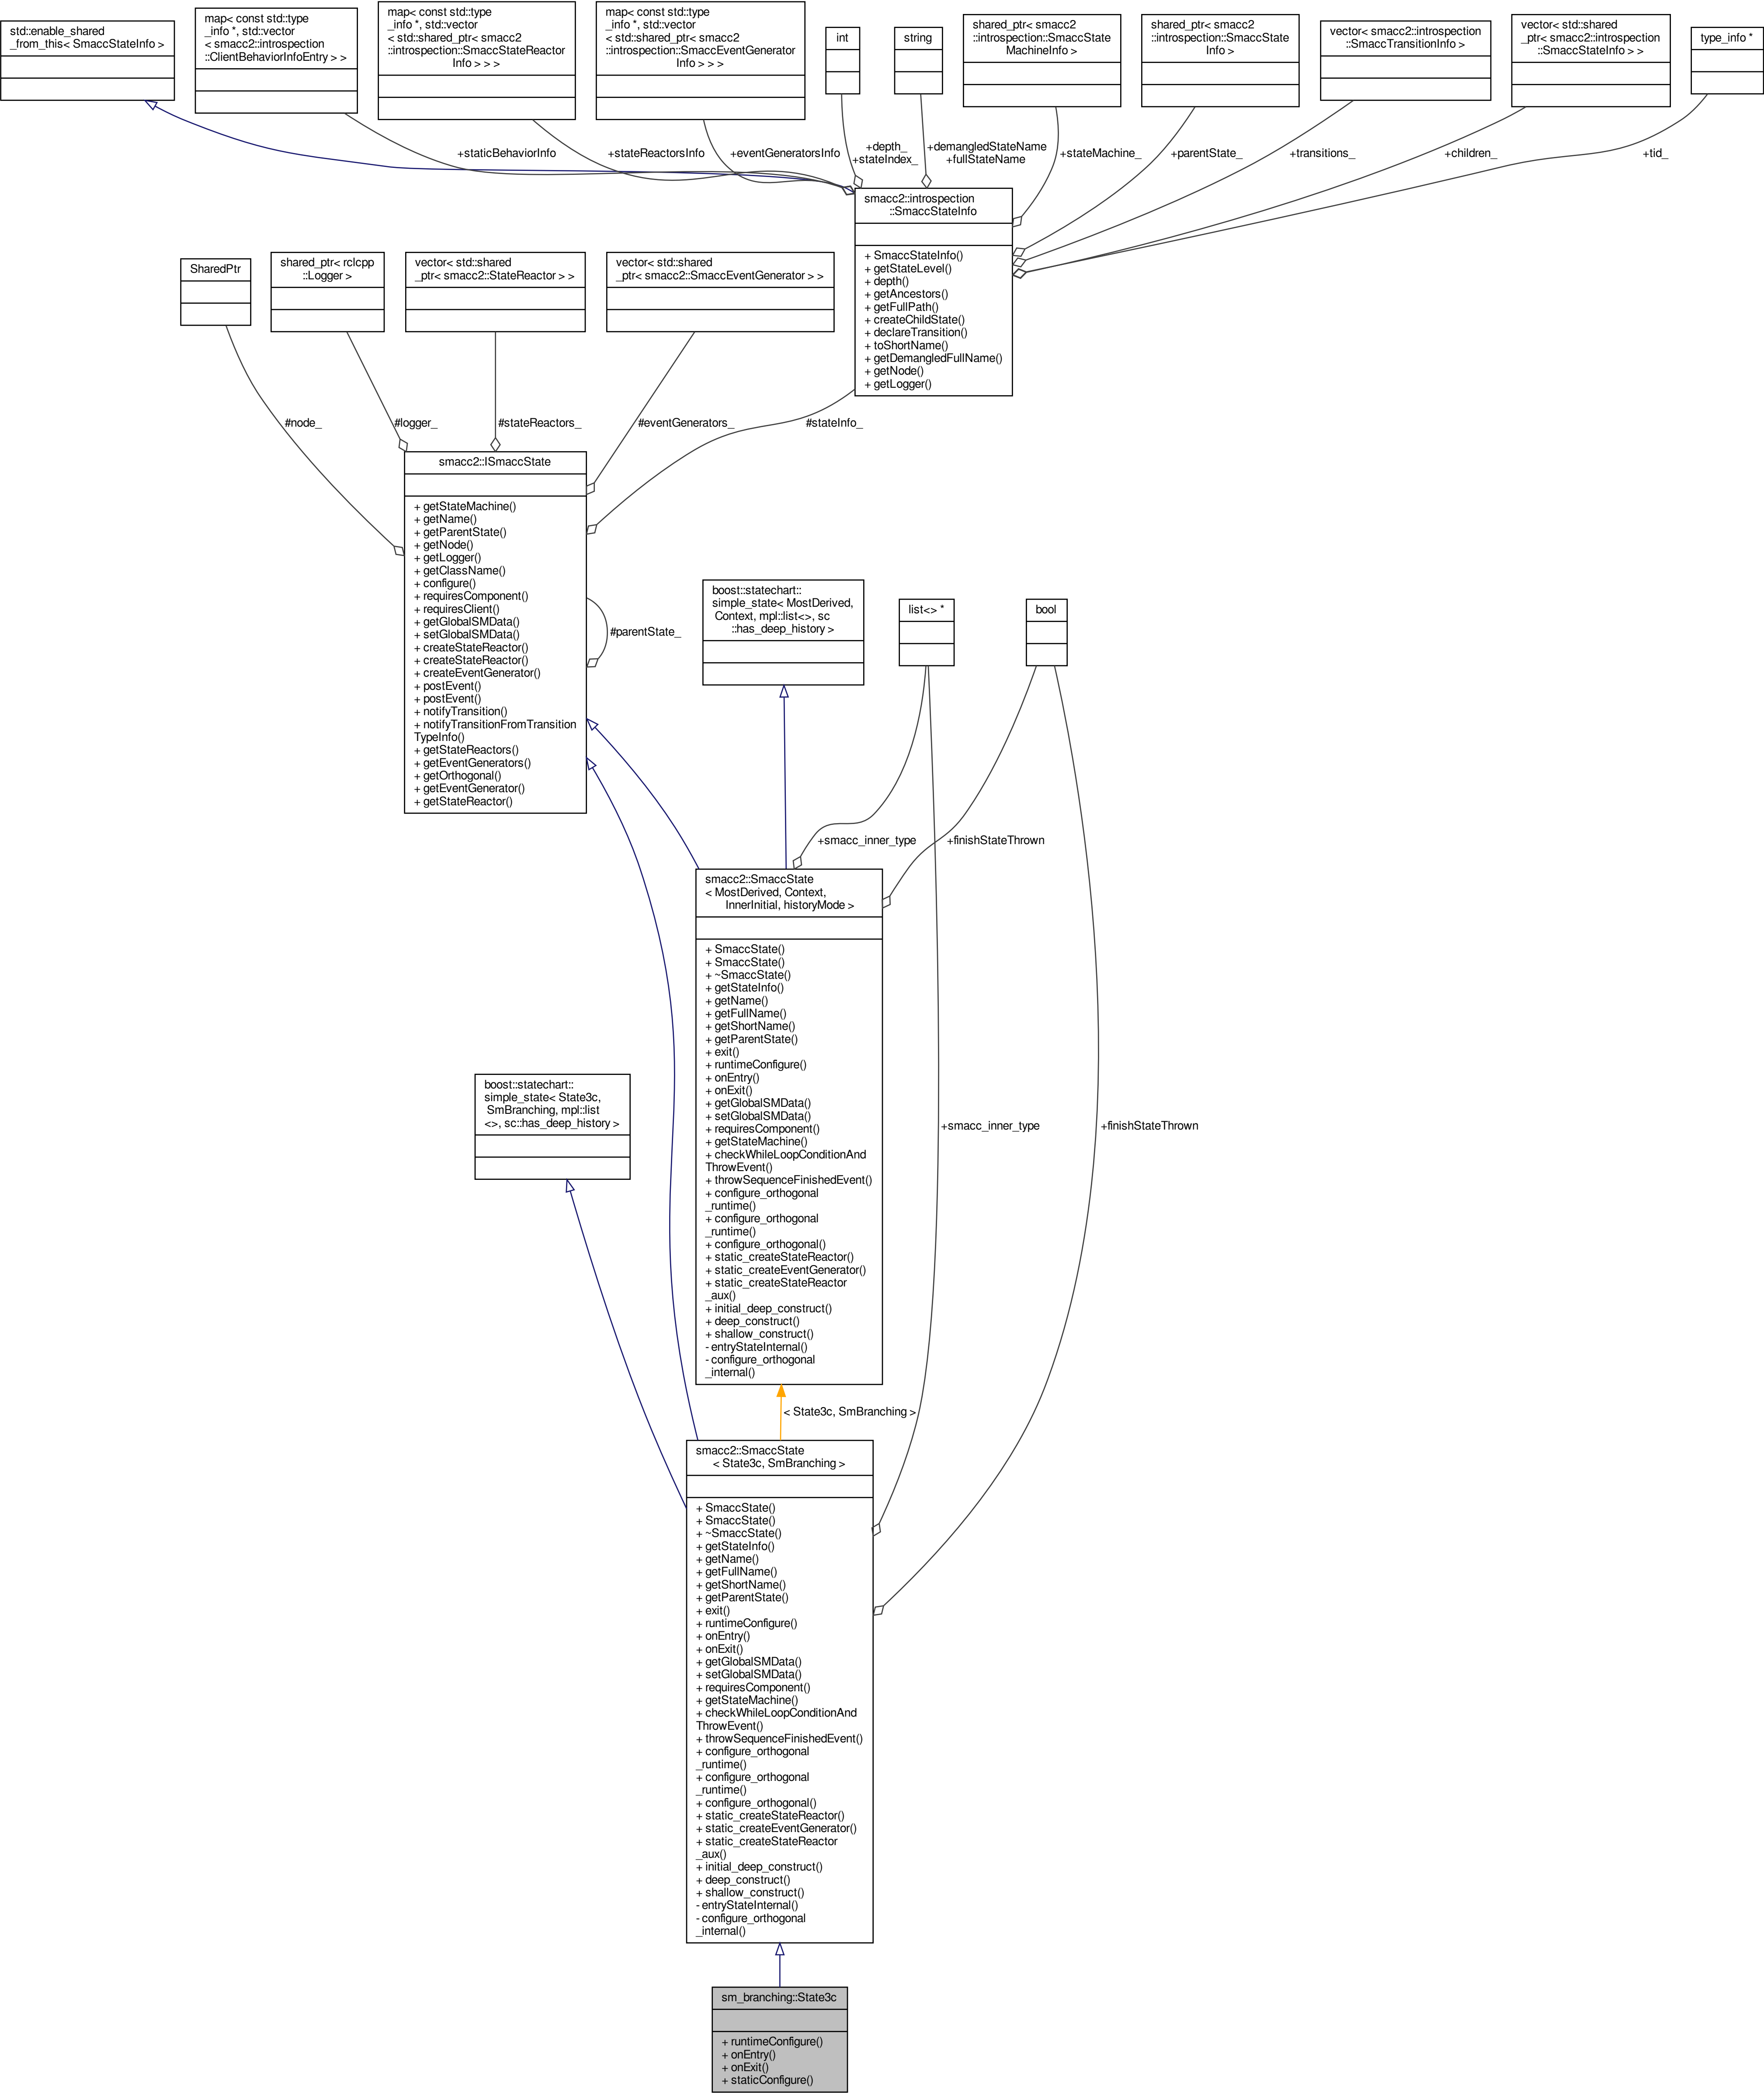 std::enable_shared
_from_this< SmaccStateInfo >
map< const std::type
_info *, std::vector
< smacc2::introspection
::ClientBehaviorInfoEntry > >
map< const std::type
_info *, std::vector
< std::shared_ptr< smacc2
::introspection::SmaccStateReactor
Info > > >
map< const std::type
_info *, std::vector
< std::shared_ptr< smacc2
::introspection::SmaccEventGenerator
Info > > >
int
string
shared_ptr< smacc2
::introspection::SmaccState
MachineInfo >
shared_ptr< smacc2
::introspection::SmaccState
Info >
vector< smacc2::introspection
::SmaccTransitionInfo >
vector< std::shared
_ptr< smacc2::introspection
::SmaccStateInfo > >
type_info *
+staticBehaviorInfo
+stateReactorsInfo
+eventGeneratorsInfo
+depth_
+stateIndex_
+demangledStateName
+fullStateName
+stateMachine_
+parentState_
+transitions_
+children_
+tid_
smacc2::introspection
::SmaccStateInfo
+ SmaccStateInfo()
+ getStateLevel()
+ depth()
+ getAncestors()
+ getFullPath()
+ createChildState()
+ declareTransition()
+ toShortName()
+ getDemangledFullName()
+ getNode()
+ getLogger()
SharedPtr
shared_ptr< rclcpp
::Logger >
vector< std::shared
_ptr< smacc2::StateReactor > >
vector< std::shared
_ptr< smacc2::SmaccEventGenerator > >
#node_
#logger_
#stateReactors_
#eventGenerators_
#stateInfo_
smacc2::ISmaccState
+ getStateMachine()
+ getName()
+ getParentState()
+ getNode()
+ getLogger()
+ getClassName()
+ configure()
+ requiresComponent()
+ requiresClient()
+ getGlobalSMData()
+ setGlobalSMData()
+ createStateReactor()
+ createStateReactor()
+ createEventGenerator()
+ postEvent()
+ postEvent()
+ notifyTransition()
+ notifyTransitionFromTransition
TypeInfo()
+ getStateReactors()
+ getEventGenerators()
+ getOrthogonal()
+ getEventGenerator()
+ getStateReactor()
#parentState_
boost::statechart::
simple_state< MostDerived,
Context, mpl::list<>, sc
::has_deep_history >
list<> *
bool
+smacc_inner_type
+finishStateThrown
smacc2::SmaccState
< MostDerived, Context,
InnerInitial, historyMode >
+ SmaccState()
+ SmaccState()
+ ~SmaccState()
+ getStateInfo()
+ getName()
+ getFullName()
+ getShortName()
+ getParentState()
+ exit()
+ runtimeConfigure()
+ onEntry()
+ onExit()
+ getGlobalSMData()
+ setGlobalSMData()
+ requiresComponent()
+ getStateMachine()
+ checkWhileLoopConditionAnd
ThrowEvent()
+ throwSequenceFinishedEvent()
+ configure_orthogonal
_runtime()
+ configure_orthogonal
_runtime()
+ configure_orthogonal()
+ static_createStateReactor()
+ static_createEventGenerator()
+ static_createStateReactor
_aux()
+ initial_deep_construct()
+ deep_construct()
+ shallow_construct()
- entryStateInternal()
- configure_orthogonal
_internal()
boost::statechart::
simple_state< State3c,
SmBranching, mpl::list
<>, sc::has_deep_history >
+smacc_inner_type
+finishStateThrown
< State3c, SmBranching >
smacc2::SmaccState
< State3c, SmBranching >
+ SmaccState()
+ SmaccState()
+ ~SmaccState()
+ getStateInfo()
+ getName()
+ getFullName()
+ getShortName()
+ getParentState()
+ exit()
+ runtimeConfigure()
+ onEntry()
+ onExit()
+ getGlobalSMData()
+ setGlobalSMData()
+ requiresComponent()
+ getStateMachine()
+ checkWhileLoopConditionAnd
ThrowEvent()
+ throwSequenceFinishedEvent()
+ configure_orthogonal
_runtime()
+ configure_orthogonal
_runtime()
+ configure_orthogonal()
+ static_createStateReactor()
+ static_createEventGenerator()
+ static_createStateReactor
_aux()
+ initial_deep_construct()
+ deep_construct()
+ shallow_construct()
- entryStateInternal()
- configure_orthogonal
_internal()
sm_branching::State3c
+ runtimeConfigure()
+ onEntry()
+ onExit()
+ staticConfigure()